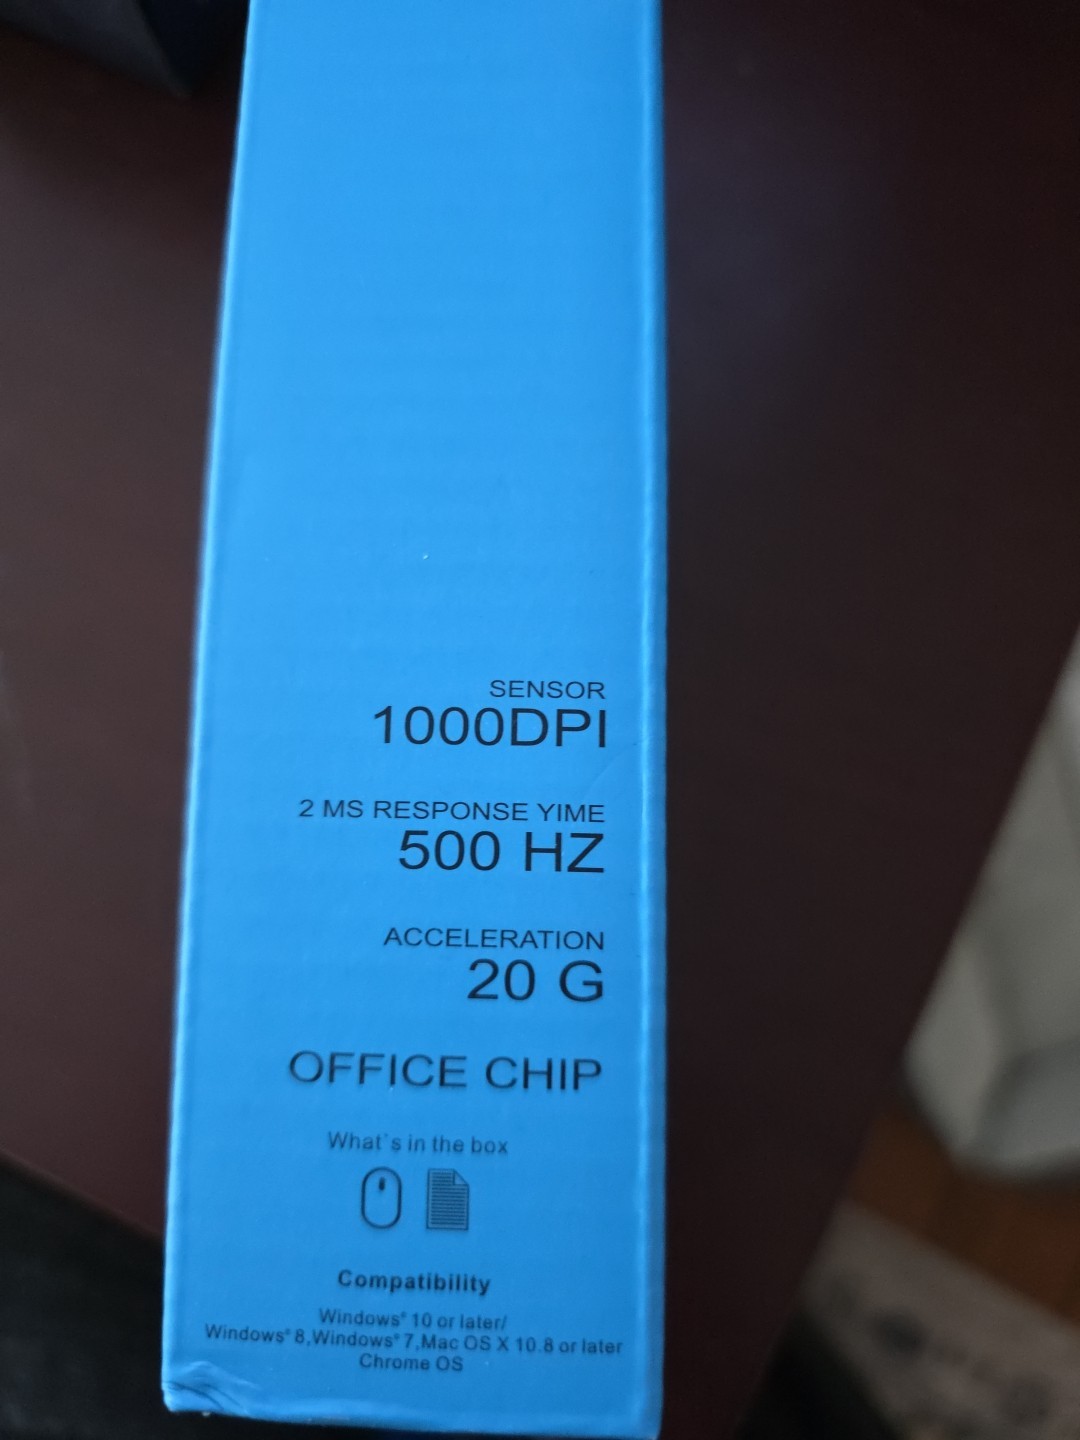 SENSOR
1000DPI
2 MS RESPONSE YIME
500 HZ
ACCELERATION
20 G
OFFICE CHIP
What's in the box
Compatibility
Windows® 10 or later/
Windows® 8,Windows® 7,Mac OS X 10.8 or later
Chrome OS